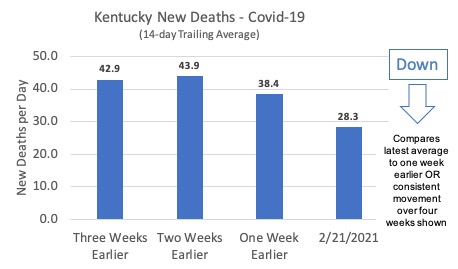 Kentucky New Deaths - Covid-19
(14-day Trailing Average)
New Deaths per Day
50.0
40.0
30.0
20.0
10.0
0.0
42.9
43.9
38.4
28.3
Three Weeks
Earlier
Two Weeks
Earlier
One Week
Earlier
2/21/2021
Down
Compares
latest average
to one week
earlier OR
consistent
movement
over four
weeks shown